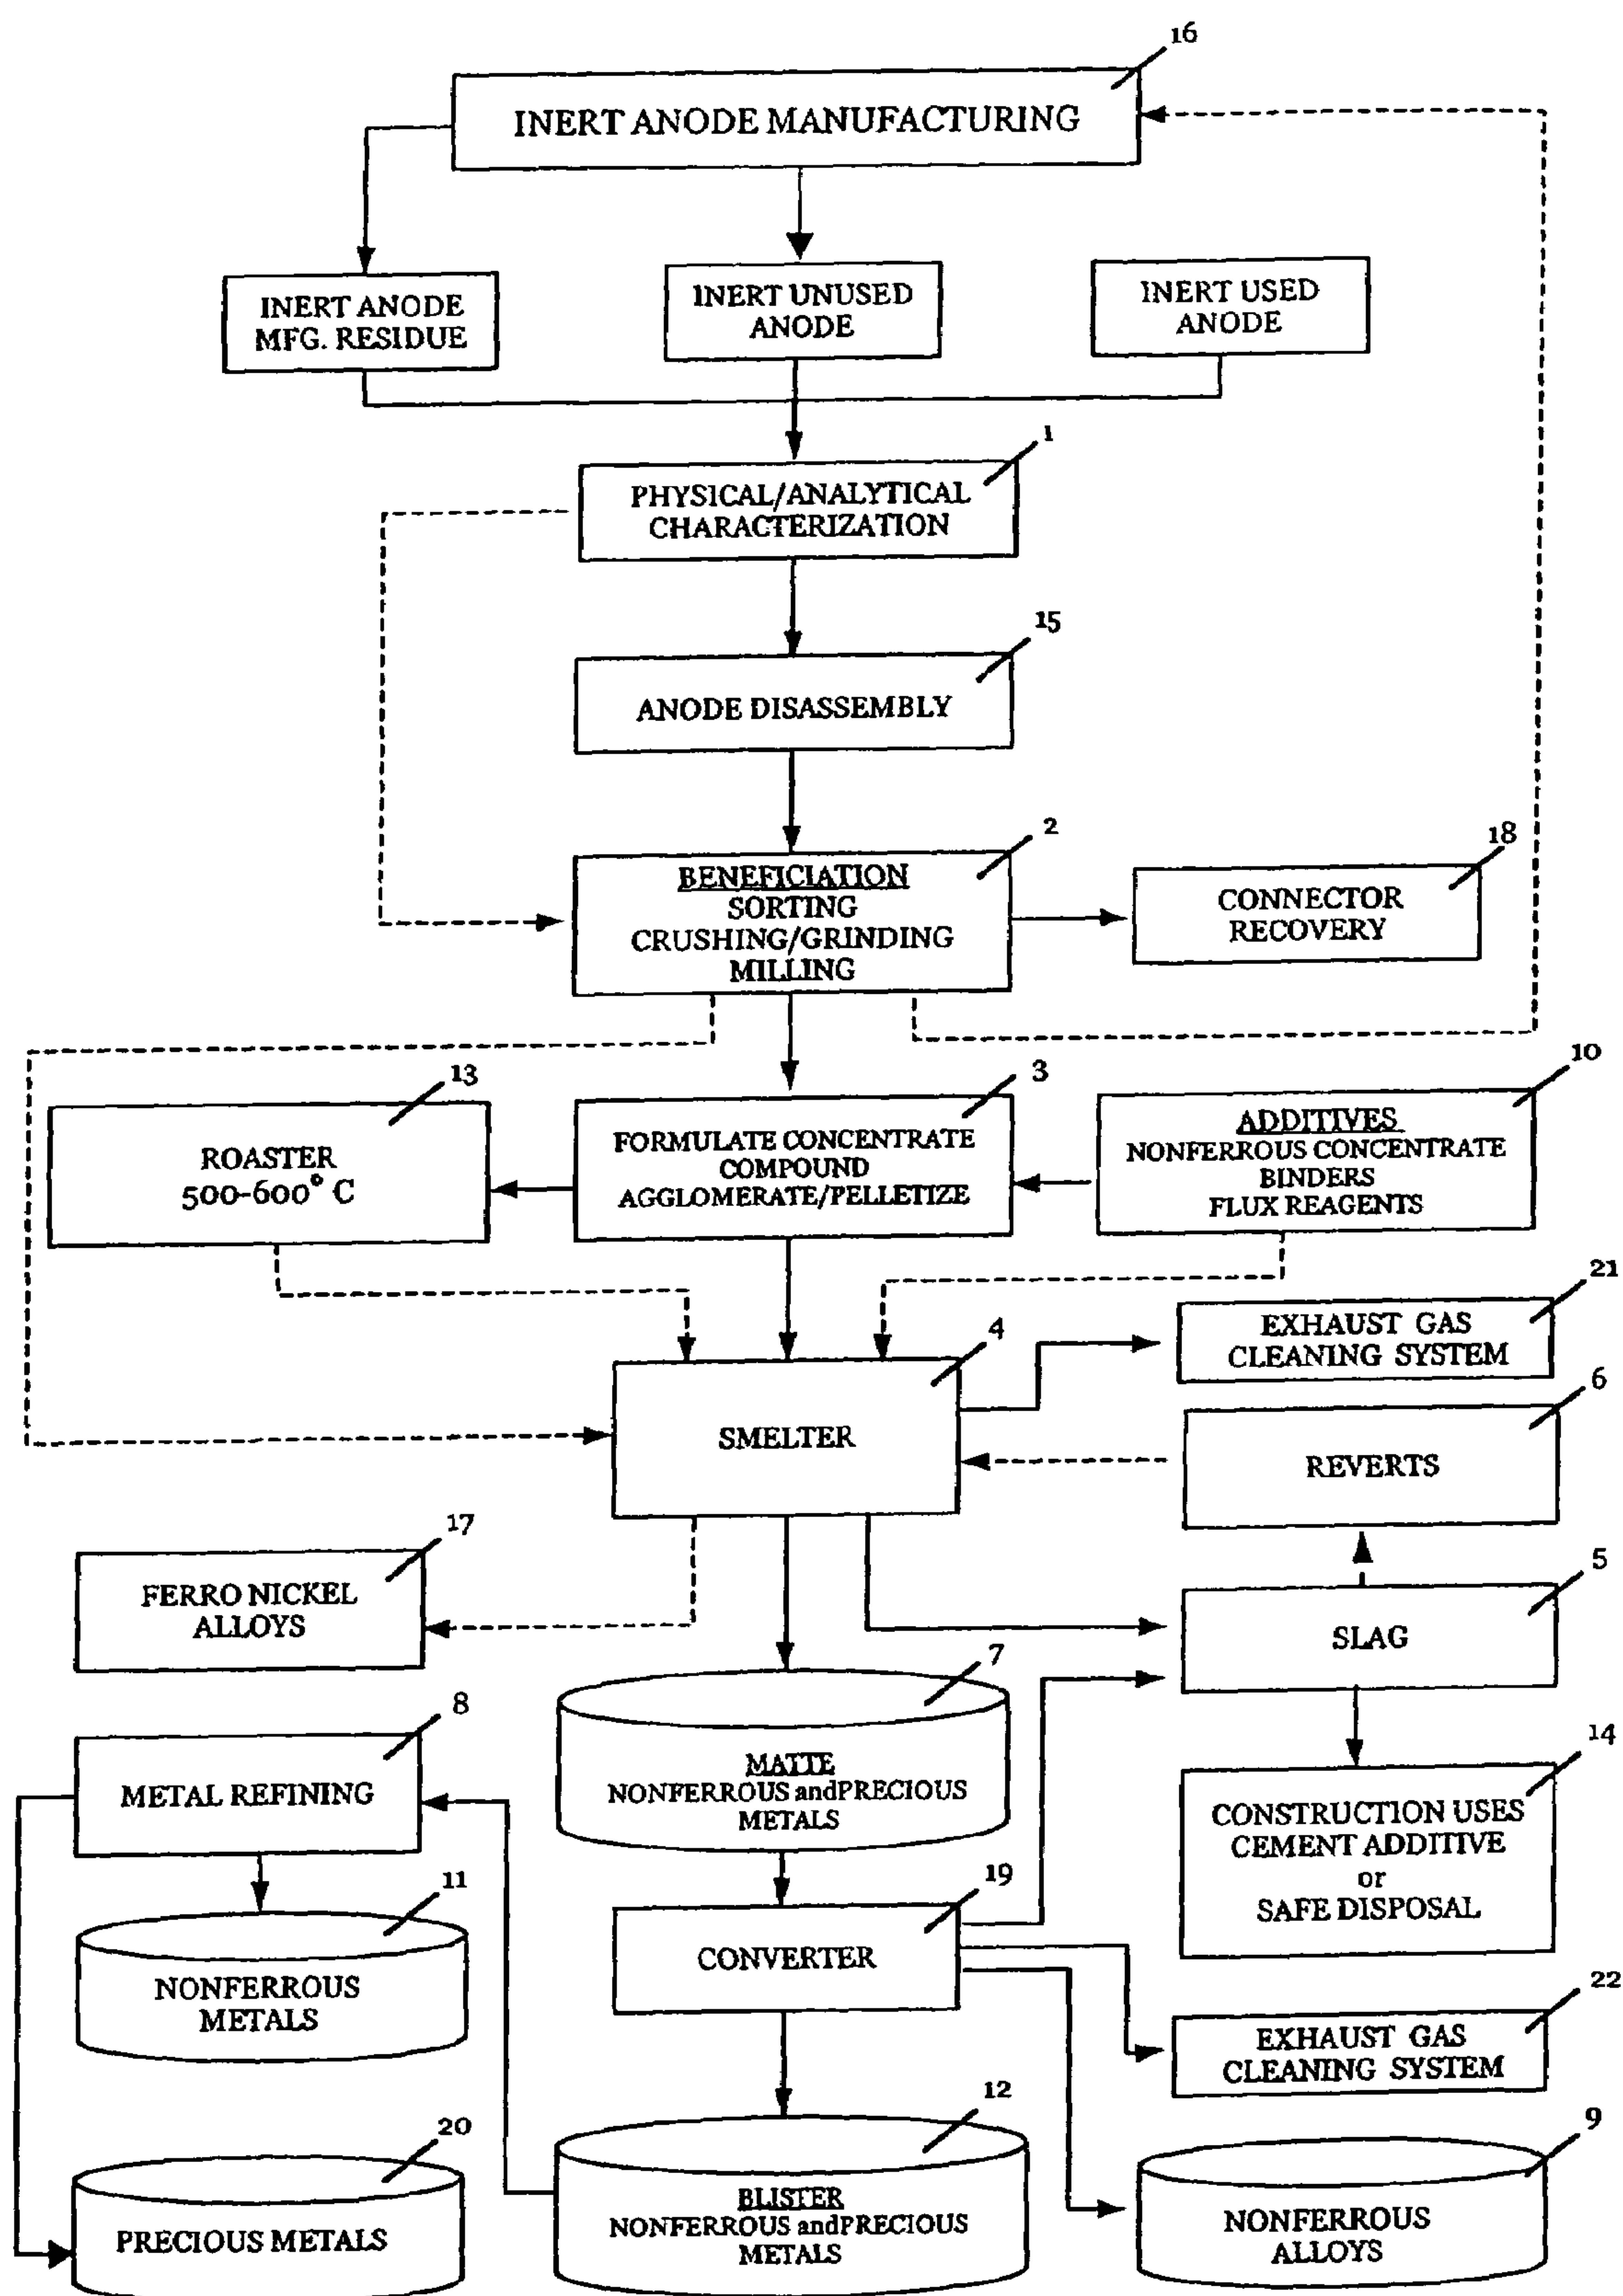 16
INERT ANODE MANUFACTURING
INERT ANODE
MFG. RESIDUE
INERT UNUSED
ANODE
INERT USED
ANODE
1
PHYSICAL/ANALYTICAL
CHARACTERIZATION
15
ANODE DISASSEMBLY
2
BENEFICIATION
SORTING
CRUSHING/GRINDING
MILLING
18
CONNECTOR
RECOVERY
13
ROASTER
500-600° C
3
FORMULATE CONCENTRATE
COMPOUND
AGGLOMERATE/PELLETIZE
10
ADDITIVES
NONFERROUS CONCENTRATE
BINDERS
FLUX REAGENTS
21
EXHAUST GAS
CLEANING SYSTEM
4
SMELTER
6
REVERTS
17
FERRO NICKEL
ALLOYS
5
SLAG
7
MATTE
NONFERROUS andPRECIOUS
METALS
8
METAL REFINING
14
CONSTRUCTION USES
CEMENT ADDITIVE
or
SAFE DISPOSAL
11
NONFERROUS
METALS
19
CONVERTER
22
EXHAUST GAS
CLEANING SYSTEM
20
PRECIOUS METALS
12
BLISTER
NONFERROUS andPRECIOUS
METALS
9
NONFERROUS
ALLOYS